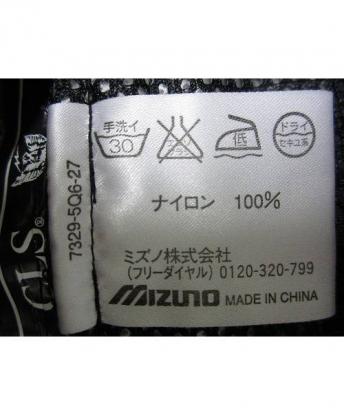 手洗イ
30
低
ドライ
セキユ系
ナイロン 100%
ミズノ株式会社
(フリーダイヤル) 0120-320-799
MIZUNO MADE IN CHINA
7329-5Q6-27